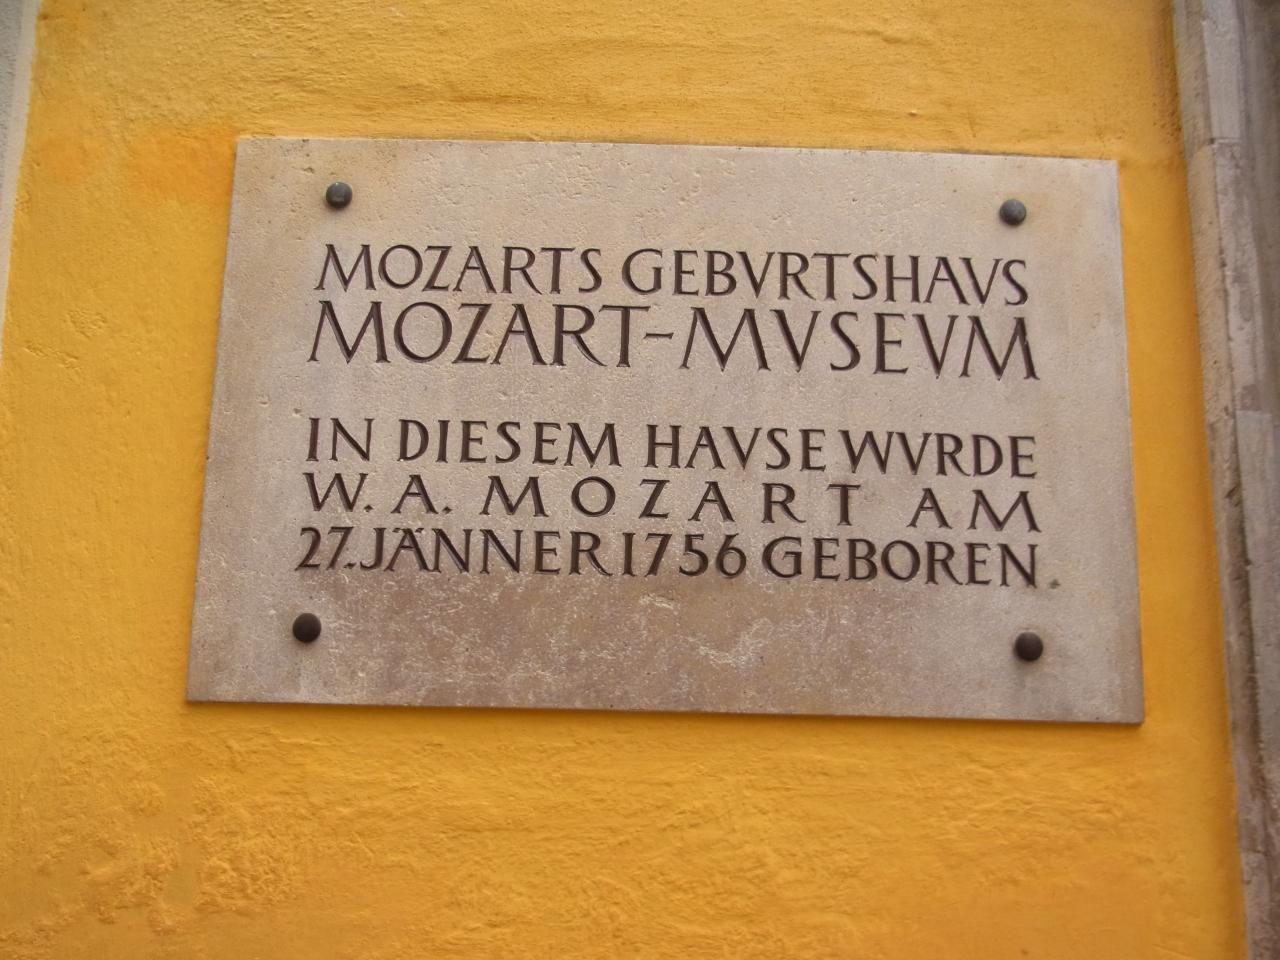 MOZARTS GEBVRTSHAVS
MOZART-MVSEVM
IN DIESEM HAVSE WVRDE
W. A. MOZART AM
27. JÄNNER 1756 GEBOREN.